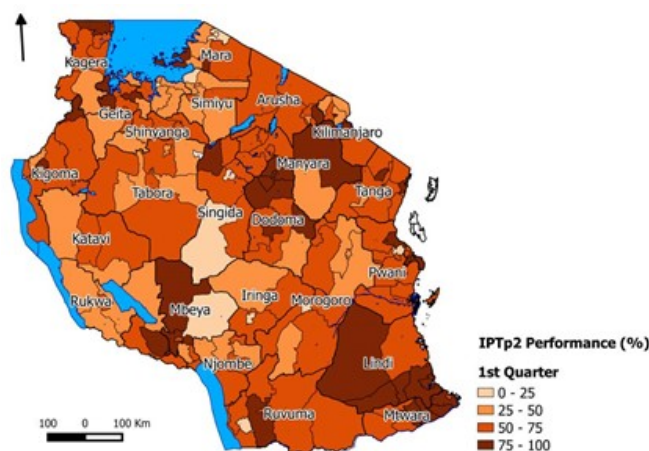 Mara
Kagera
Simiyu
Arusha
Geita
Shinyanga
Kilimanjaro
Manyara
Kigoma
Tabora
Tanga
Singida
Dodoma
Katavi
Pwani
Rukwa
Iringa
Morogoro
Mbeya
IPTp2 Performance (%)
Njombe
Lindi
1st Quarter
0 - 25
25 - 50
Ruvuma
Mtwara
50 - 75
100 0 100 Km
75 - 100